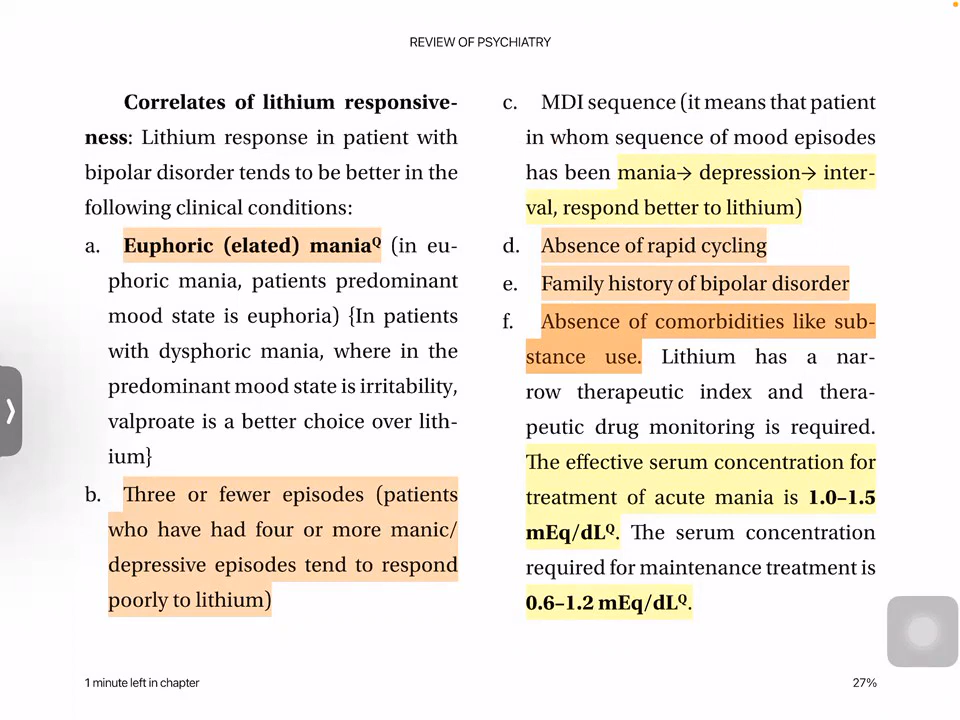 REVIEW OF PSYCHIATRY
Correlates of lithium responsive-
ness: Lithium response in patient with
bipolar disorder tends to be better in the
following clinical conditions:
a. Euphoric (elated) maniaQ (in eu-
phoric mania, patients predominant
mood state is euphoria) {In patients
with dysphoric mania, where in the
predominant mood state is irritability,
valproate is a better choice over lith-
ium}
b. Three or fewer episodes (patients
who have had four or more manic/
depressive episodes tend to respond
poorly to lithium)
c. MDI sequence (it means that patient
in whom sequence of mood episodes
has been mania→ depression→ inter-
val, respond better to lithium)
d. Absence of rapid cycling
e. Family history of bipolar disorder
f. Absence of comorbidities like sub-
stance use. Lithium has a nar-
row therapeutic index and thera-
peutic drug monitoring is required.
The effective serum concentration for
treatment of acute mania is 1.0–1.5
mEq/dLQ. The serum concentration
required for maintenance treatment is
0.6–1.2 mEq/dLQ.
1 minute left in chapter
27%